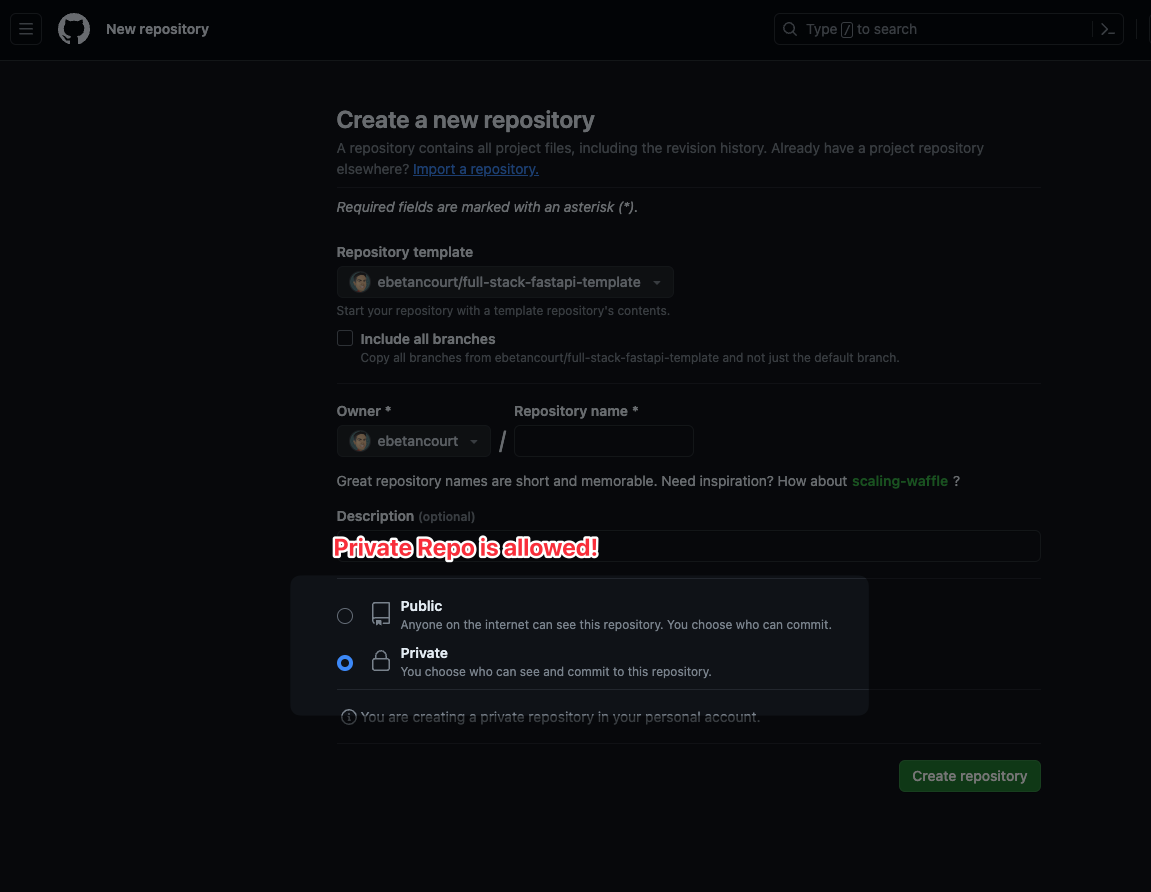 New repository
Type / to search
Create a new repository
A repository contains all project files, including the revision history. Already have a project repository
elsewhere? Import a repository.
Required fields are marked with an asterisk (*).
Repository template
ebetancourt/full-stack-fastapi-template
Start your repository with a template repository's contents.
Include all branches
Copy all branches from ebetancourt/full-stack-fastapi-template and not just the default branch.
Owner * Repository name *
ebetancourt /
Great repository names are short and memorable. Need inspiration? How about scaling-waffle ?
Description (optional)
Private Repo is allowed!
Public
Anyone on the internet can see this repository. You choose who can commit.
Private
You choose who can see and commit to this repository.
You are creating a private repository in your personal account.
Create repository